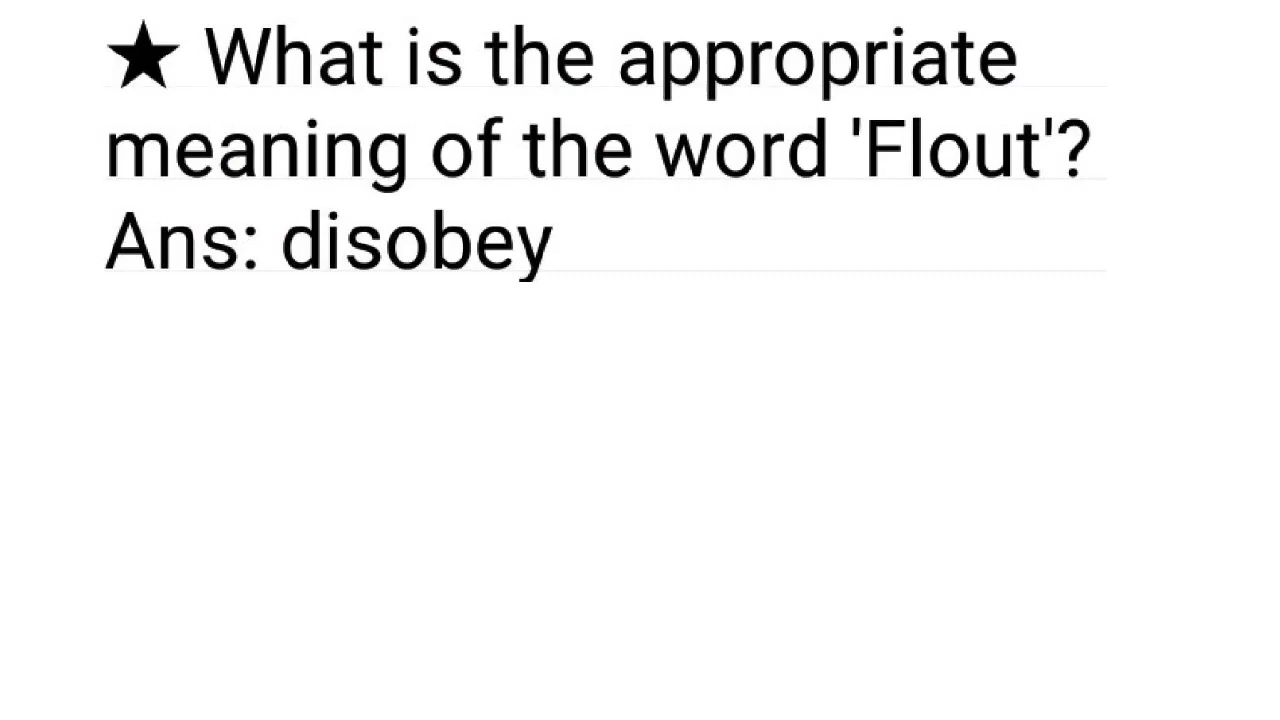 ★ What is the appropriate
meaning of the word 'Flout'?
Ans: disobey